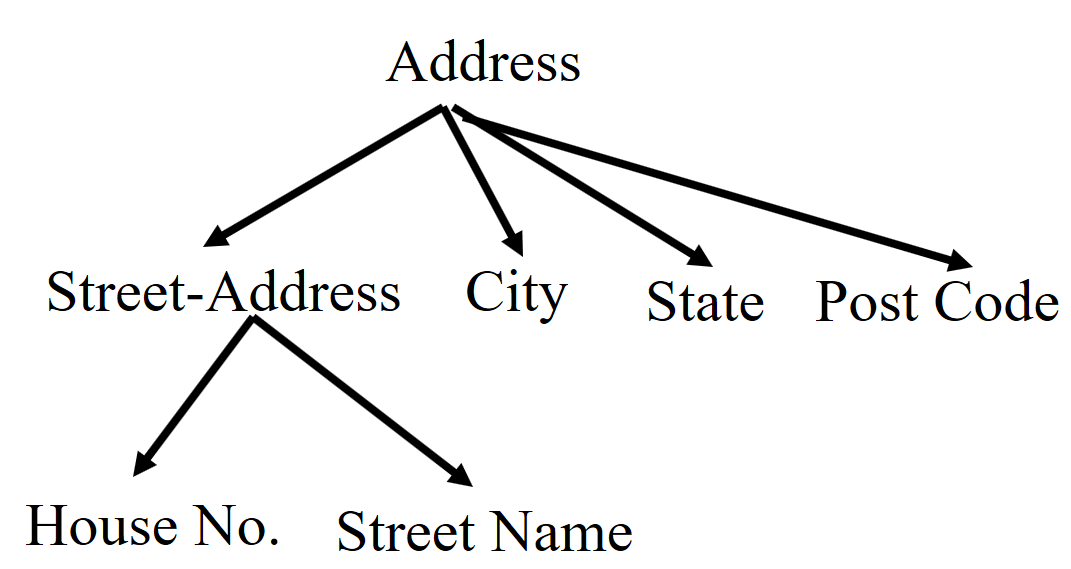 Address
Street-Address
City
State
Post Code
House No.
Street Name